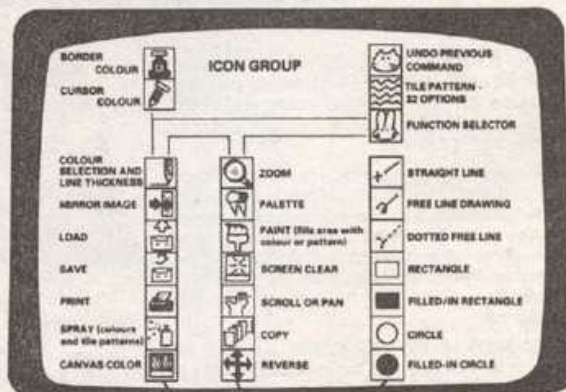 BORDER
COLOUR
CURSOR
COLOUR
ICON GROUP
UNDO PREVIOUS
COMMAND
TILE PATTERN -
32 OPTIONS
FUNCTION SELECTOR
COLOUR
SELECTION AND
LINE THICKNESS
MIRROR IMAGE
LOAD
SAVE
PRINT
SPRAY (colours
and tile patterns)
CANVAS COLOR
ZOOM
PALETTE
PAINT (fills area with
colour or pattern)
SCREEN CLEAR
SCROLL OR PAN
COPY
REVERSE
STRAIGHT LINE
FREE LINE DRAWING
DOTTED FREE LINE
RECTANGLE
FILLED/IN RECTANGLE
CIRCLE
FILLED-IN CIRCLE